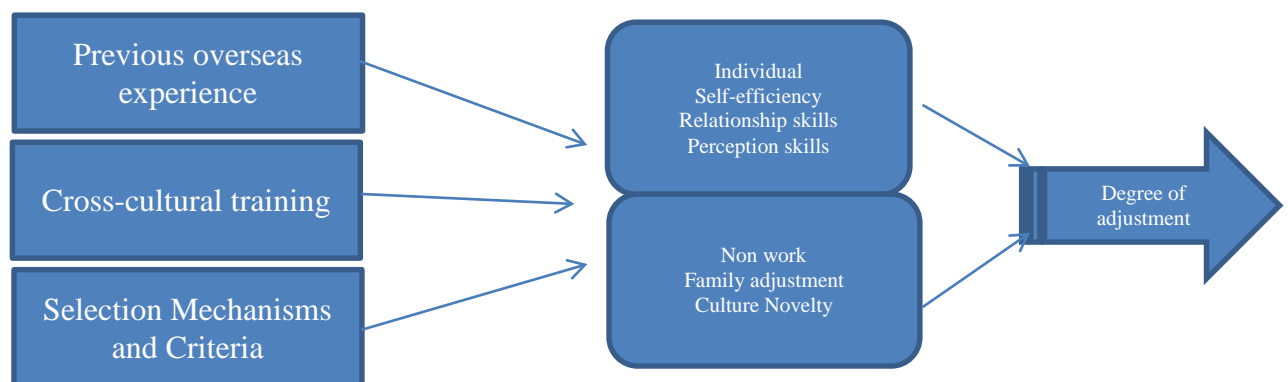 Previous overseas
experience
Cross-cultural training
Selection Mechanisms
and Criteria
Individual
Self-efficiency
Relationship skills
Perception skills
Non work
Family adjustment
Culture Novelty
Degree of
adjustment